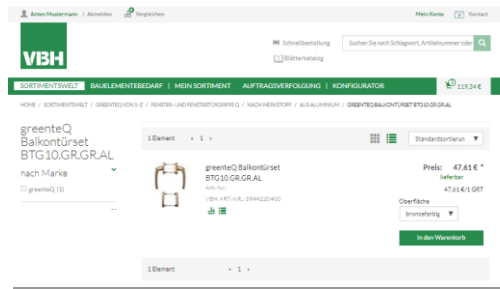 Anton Mustermann | Abmelden Vergleichen Mein Konto Kontakt
VBH
Schnellbestellung Suchen Sie nach Schlagwort, Artikelnummer oder
Blätterkatalog
SORTIMENTSWELT BAUELEMENTEBEDARF | MEIN SORTIMENT AUFTRAGSVERFOLGUNG | KONFIGURATOR 119,34 €
HOME / SORTIMENTSWELT / GREENTEQ VON 1-Z / FENSTER- UND FENSTERTÜRGRIFFE Q / NACH WERKSTOFF / AUS ALUMINIUM / GREENTEQ BALKONTÜRSET BTG10.GR.GR.AL
greenteQ
Balkontürset
BTG10.GR.GR.AL
nach Marke
greenteQ (1)
1 Element ‹ 1 › Standardsortierun
greenteQ Balkontürset
BTG10.GR.GR.AL
Art.-Nr.:
VBH ART.-NR.: 5944220400
Preis: 47,61 € *
lieferbar
47,61 €/1 GRT
Oberfläche
bronzefarbig
In den Warenkorb
1 Element ‹ 1 ›